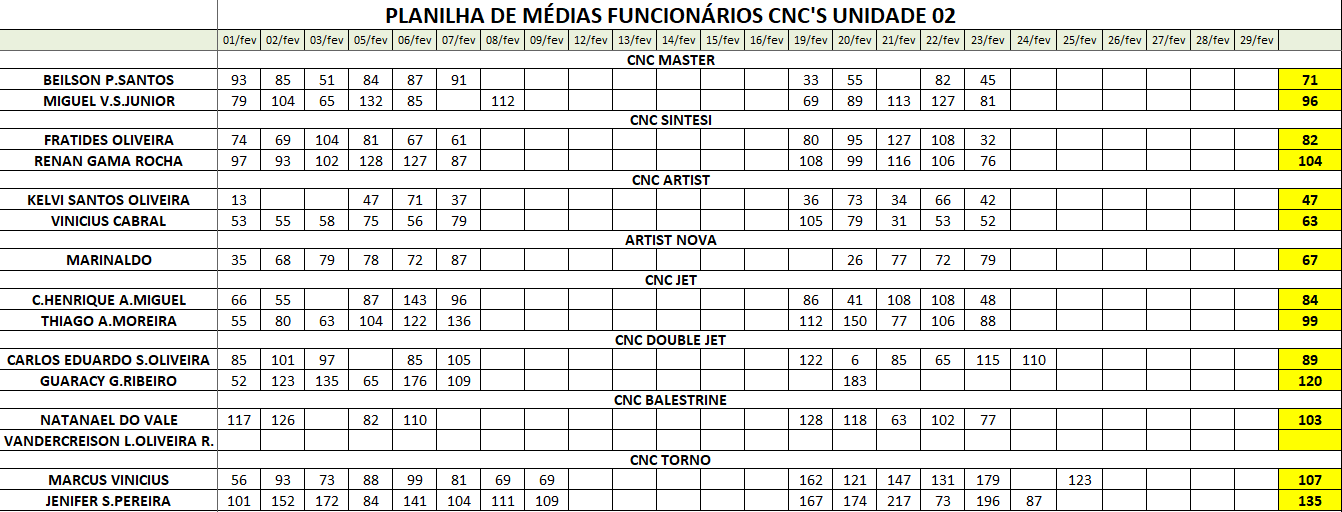 PLANILHA DE MÉDIAS FUNCIONÁRIOS CNC'S UNIDADE 02
01/fev 02/fev 03/fev 05/fev 06/fev 07/fev 08/fev 09/fev 12/fev 13/fev 14/fev 15/fev 16/fev 19/fev 20/fev 21/fev 22/fev 23/fev 24/fev 25/fev 26/fev 27/fev 28/fev 29/fev
CNC MASTER
BEILSON P.SANTOS 93 85 51 84 87 91 33 55 82 45 71
MIGUEL V.S.JUNIOR 79 104 65 132 85 112 69 89 113 127 81 96
CNC SINTESI
FRATIDES OLIVEIRA 74 69 104 81 67 61 80 95 127 108 32 82
RENAN GAMA ROCHA 97 93 102 128 127 87 108 99 116 106 76 104
CNC ARTIST
KELVI SANTOS OLIVEIRA 13 47 71 37 36 73 34 66 42 47
VINICIUS CABRAL 53 55 58 75 56 79 105 79 31 53 52 63
ARTIST NOVA
MARINALDO 35 68 79 78 72 87 26 77 72 79 67
CNC JET
C.HENRIQUE A.MIGUEL 66 55 87 143 96 86 41 108 108 48 84
THIAGO A.MOREIRA 55 80 63 104 122 136 112 150 77 106 88 99
CNC DOUBLE JET
CARLOS EDUARDO S.OLIVEIRA 85 101 97 85 105 122 6 85 65 115 110 89
GUARACY G.RIBEIRO 52 123 135 65 176 109 183 120
CNC BALESTRINE
NATANAEL DO VALE 117 126 82 110 128 118 63 102 77 103
VANDERCREISON L.OLIVEIRA R.
CNC TORNO
MARCUS VINICIUS 56 93 73 88 99 81 69 69 162 121 147 131 179 123 107
JENIFER S.PEREIRA 101 152 172 84 141 104 111 109 167 174 217 73 196 87 135